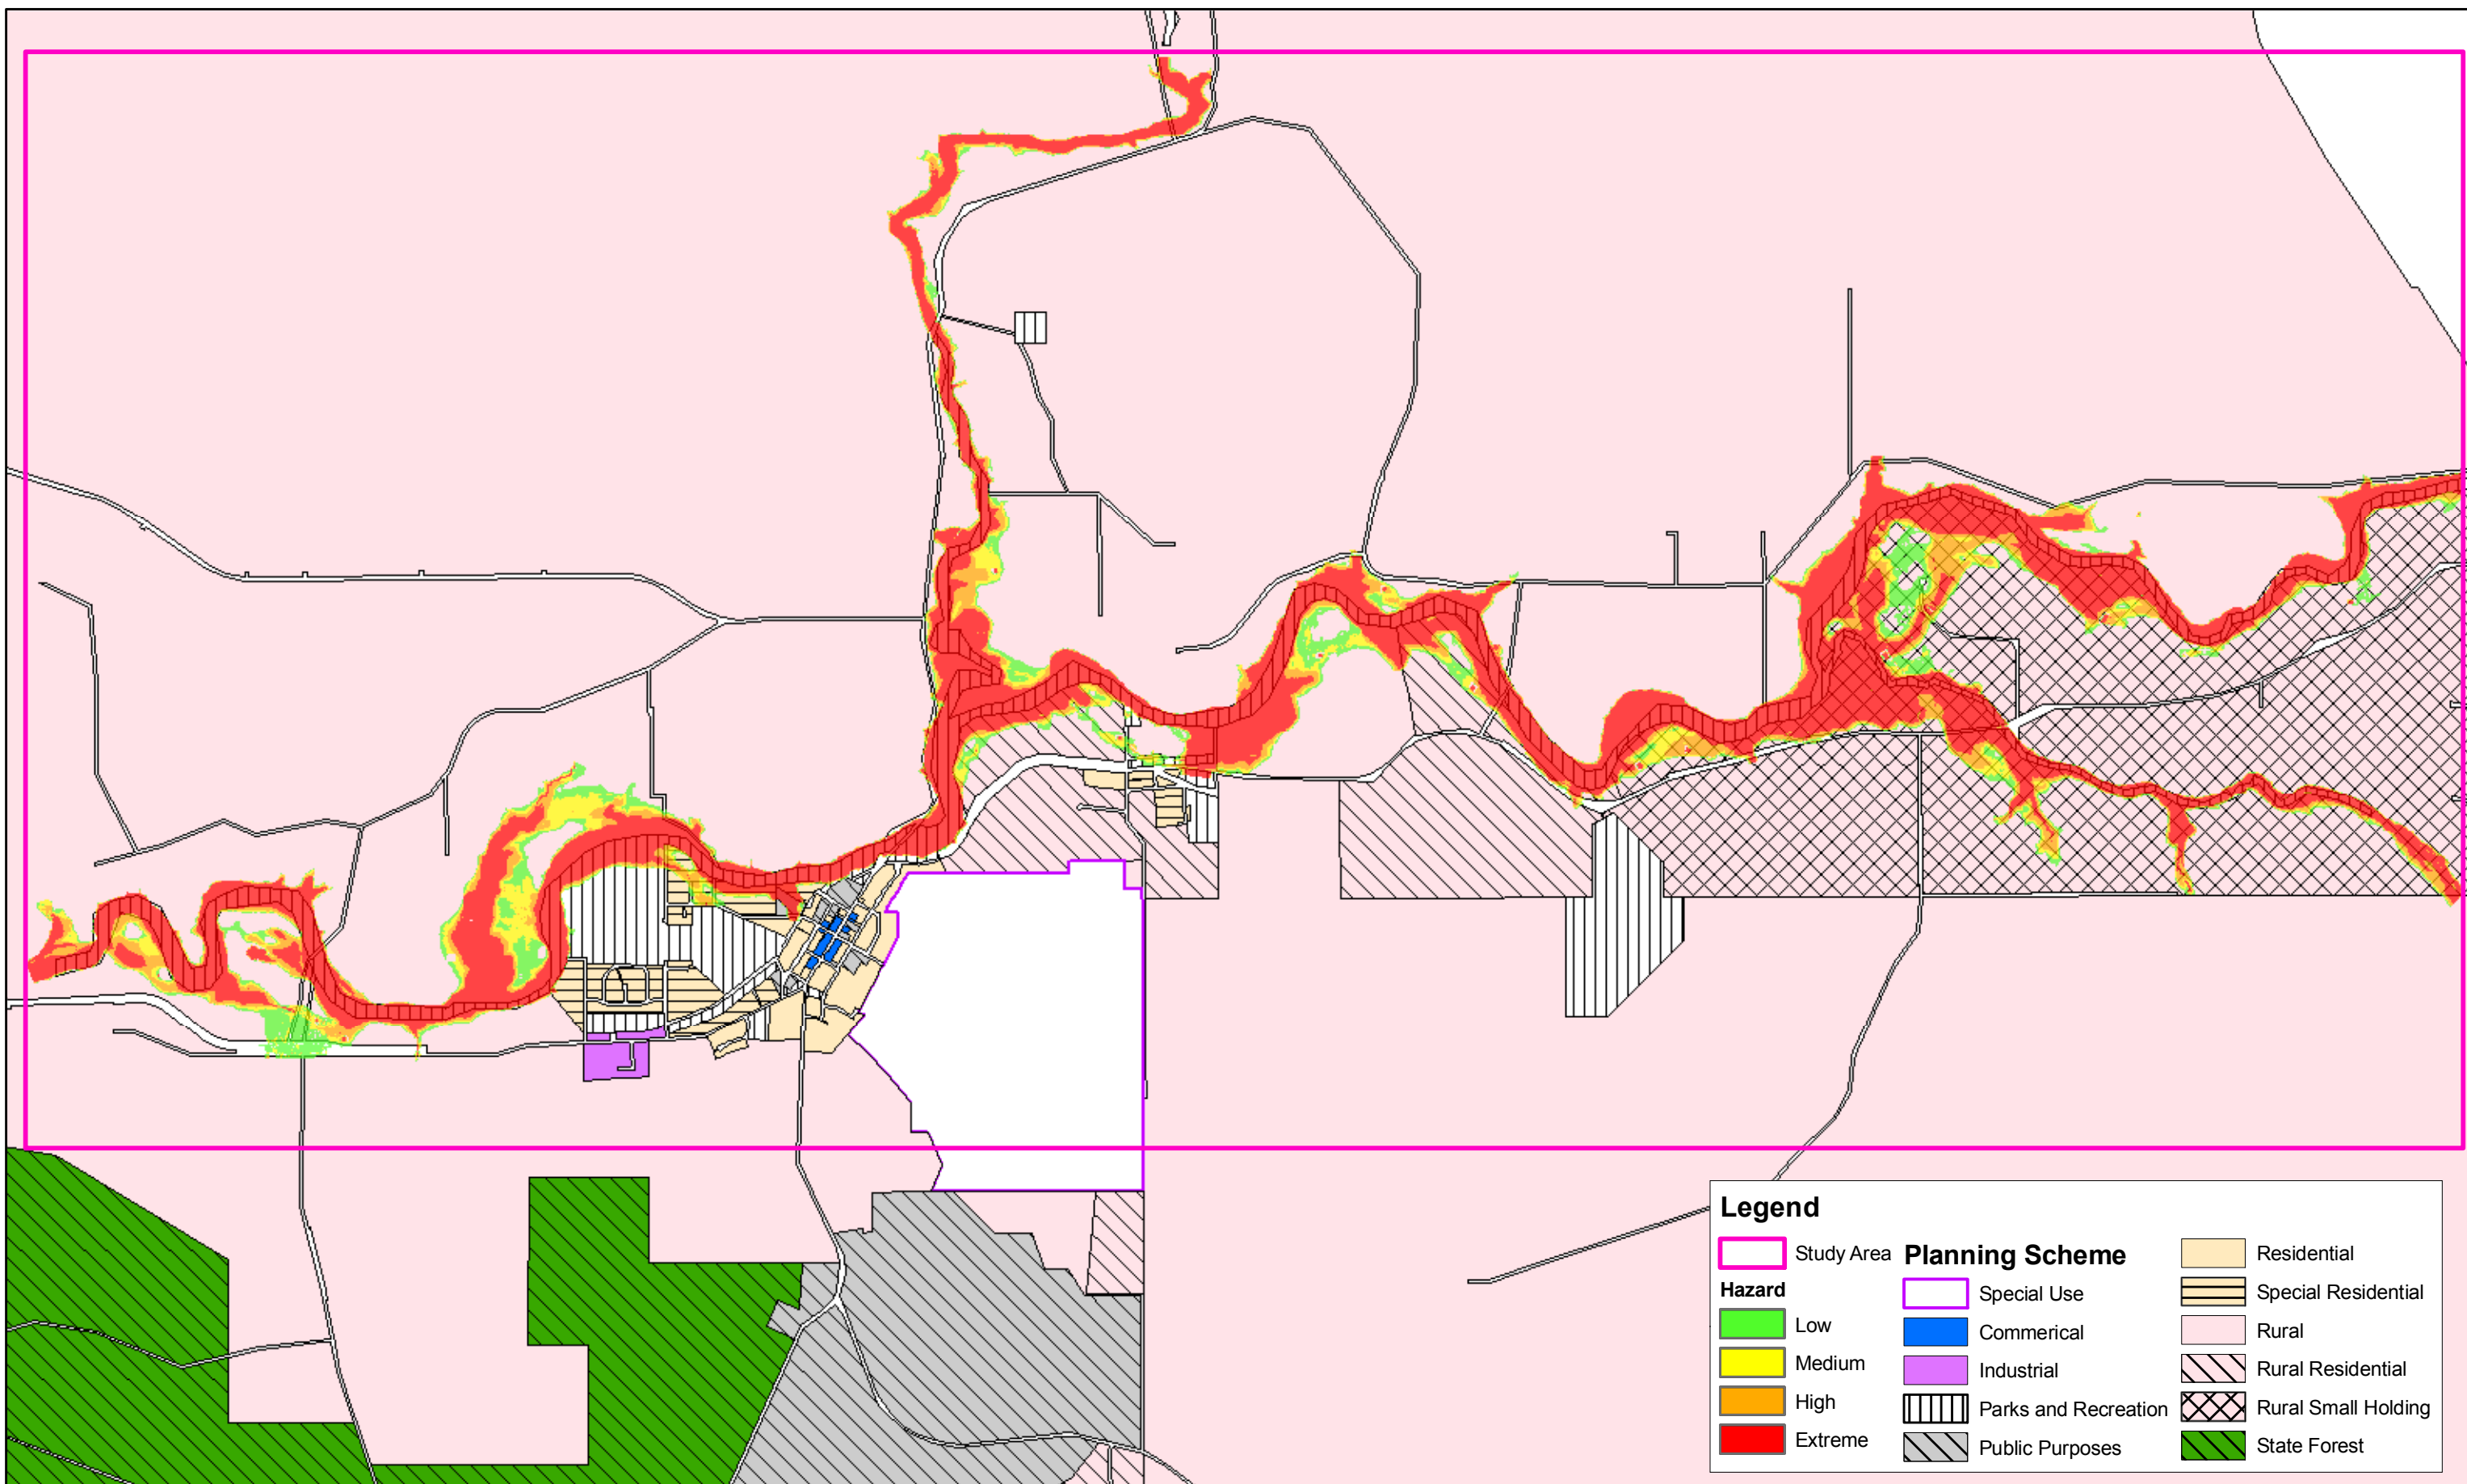 Legend
Study Area
Hazard
Low
Medium
High
Extreme
Planning Scheme
Special Use
Commerical
Industrial
Parks and Recreation
Public Purposes
Residential
Special Residential
Rural
Rural Residential
Rural Small Holding
State Forest